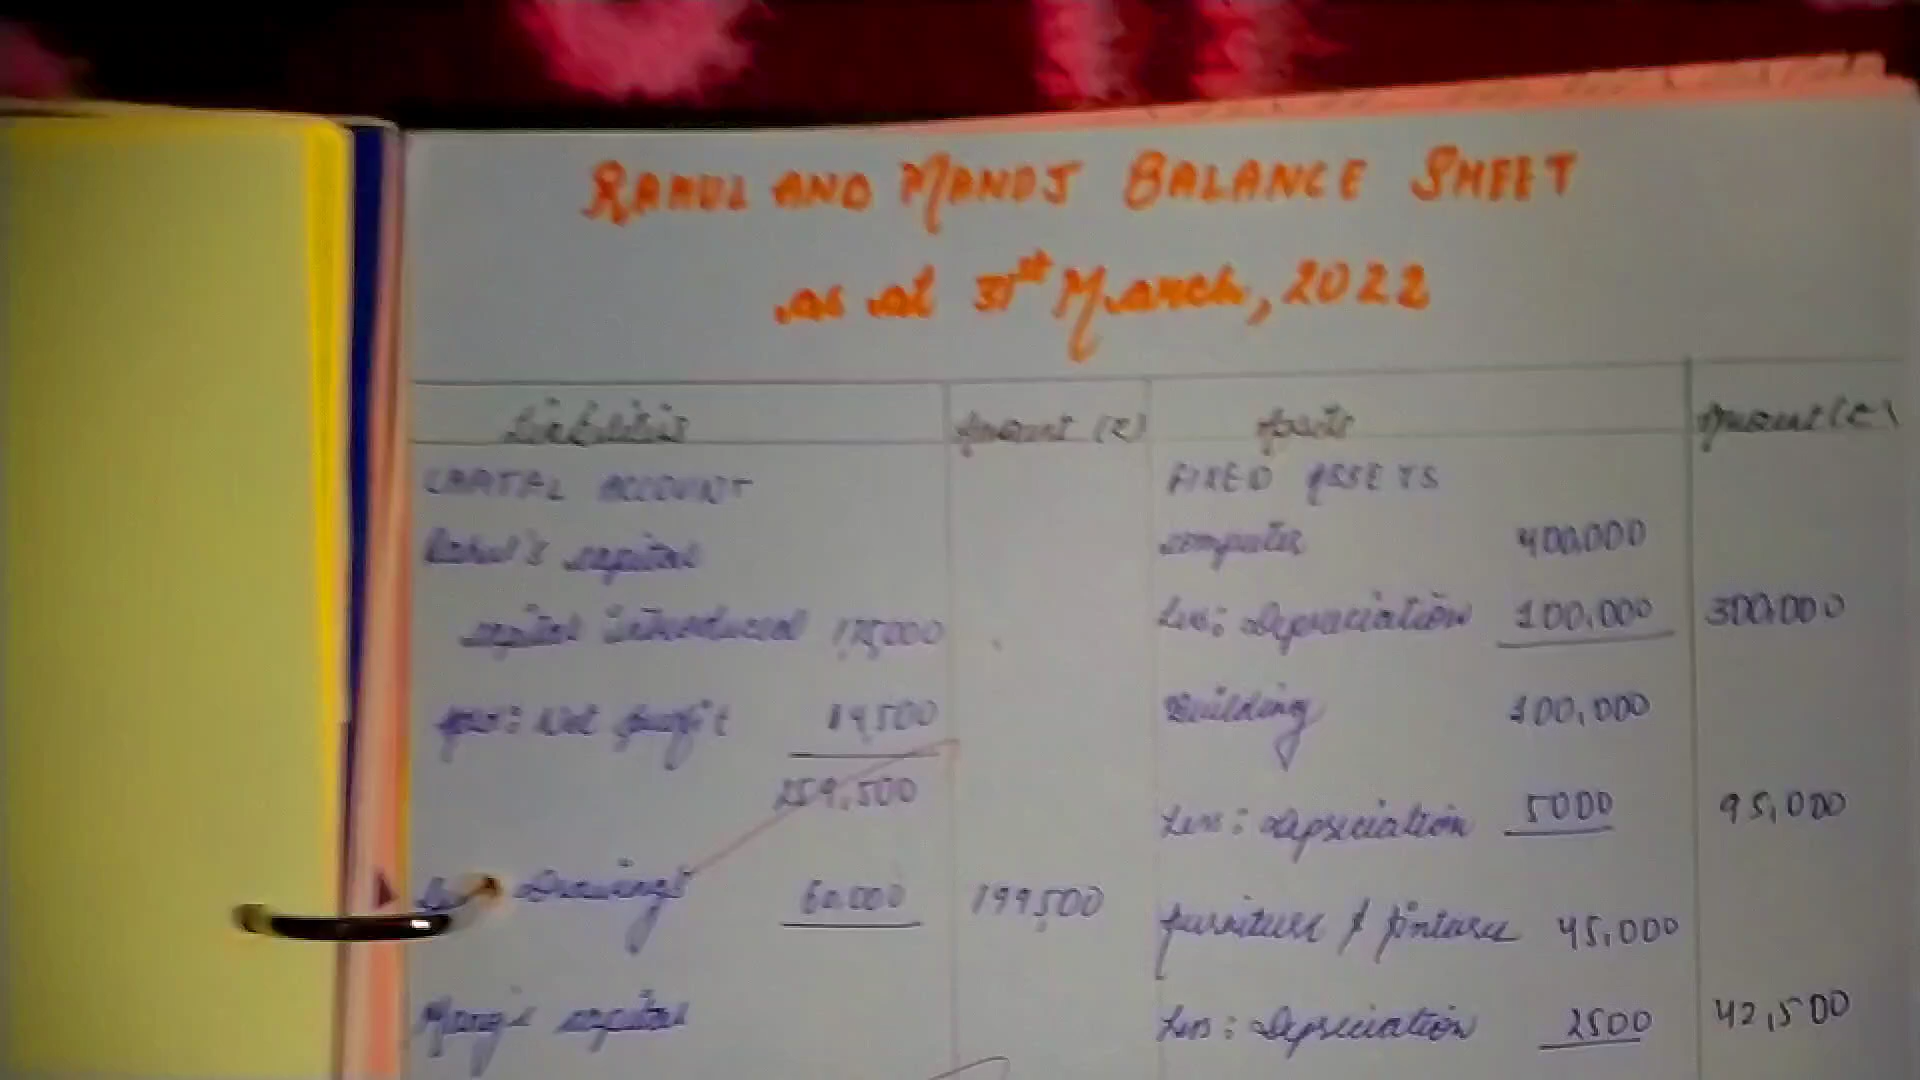 RAHUL AND MANOJ BALANCE SHEET
as at 31st March, 2022
Liabilities Amount (₹) Assets Amount (₹)
CAPITAL ACCOUNT FIXED ASSETS
Rahul's capital computer 400,000
capital introduced 175,000 Less: Depreciation 100,000 300,000
Net profit Building 100,000
259,500 Less: depreciation 5000 95,000
Less: Drawings 60,000 199,500 furniture & fixtures 45,000
Manoj's capital Less: Depreciation 2500 42,500